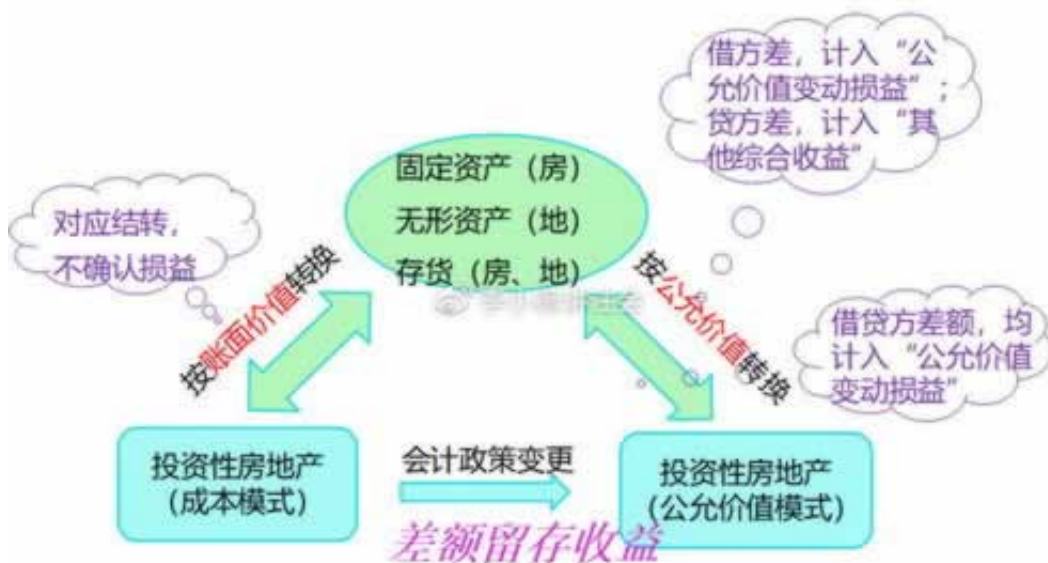 借方差，计入“公
允价值变动损益”；
贷方差，计入“其
他综合收益”
固定资产（房）
无形资产（地）
存货（房、地）
对应结转，
不确认损益
按账面价值转换
按公允价值转换
借贷方差额，均
计入“公允价值
变动损益”
投资性房地产
（成本模式）
会计政策变更
投资性房地产
（公允价值模式）
差额留存收益